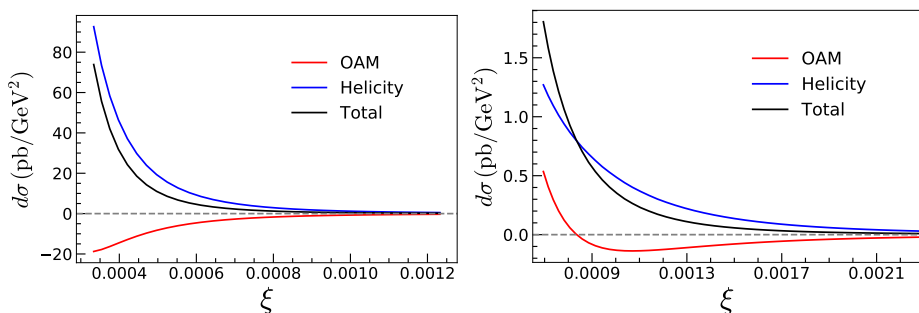 dσ (pb/GeV²)
80
60
40
20
0
−20
OAM
Helicity
Total
0.0004 0.0006 0.0008 0.0010 0.0012
ξ
dσ (pb/GeV²)
1.5
1.0
0.5
0.0
OAM
Helicity
Total
0.0009 0.0013 0.0017 0.0021
ξ